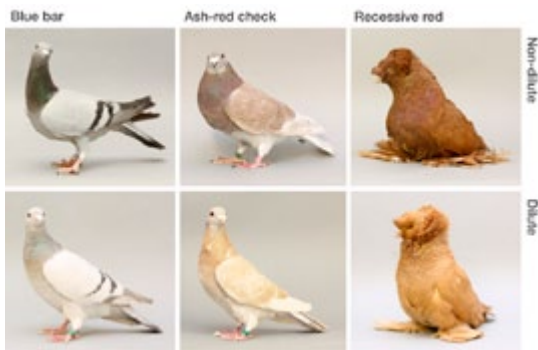 Blue bar
Ash-red check
Recessive red
Non-dilute
Dilute